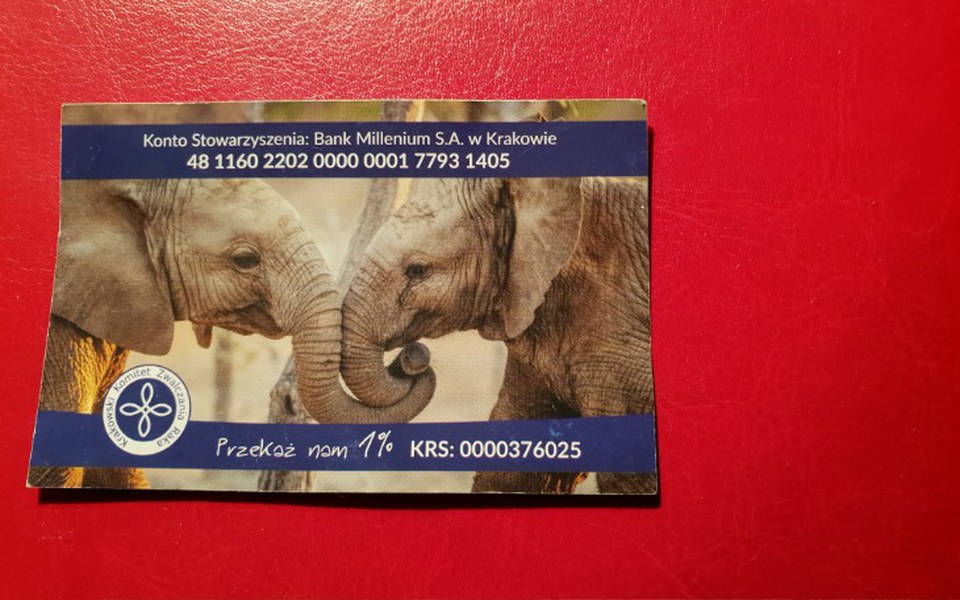 Konto Stowarzyszenia: Bank Millenium S.A. w Krakowie
48 1160 2202 0000 0001 7793 1405
Krakowski Komitet Zwalczania Raka
Przekaż nam 1% KRS: 0000376025